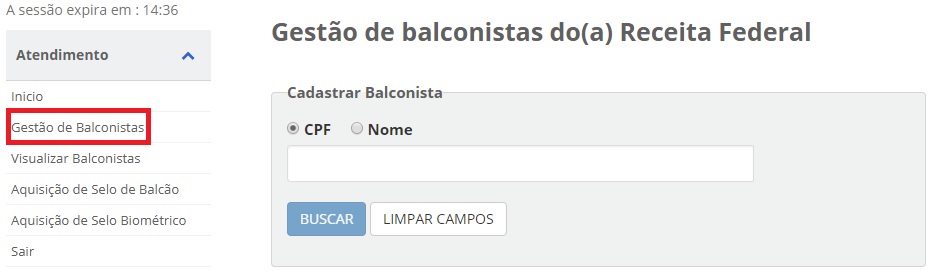 A sessão expira em : 14:36
Atendimento
Inicio
Gestão de Balconistas
Visualizar Balconistas
Aquisição de Selo de Balcão
Aquisição de Selo Biométrico
Sair
Gestão de balconistas do(a) Receita Federal
Cadastrar Balconista
CPF Nome
BUSCAR LIMPAR CAMPOS